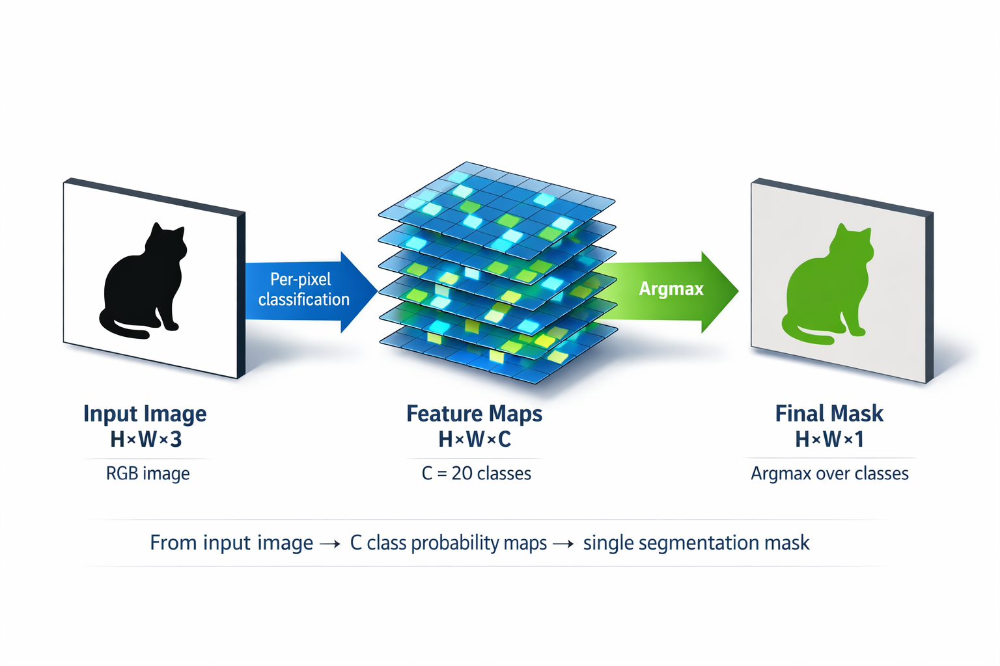 Per-pixel
classification
Argmax
Input Image
H×W×3
RGB image
Feature Maps
H×W×C
C = 20 classes
Final Mask
H×W×1
Argmax over classes
From input image → C class probability maps → single segmentation mask